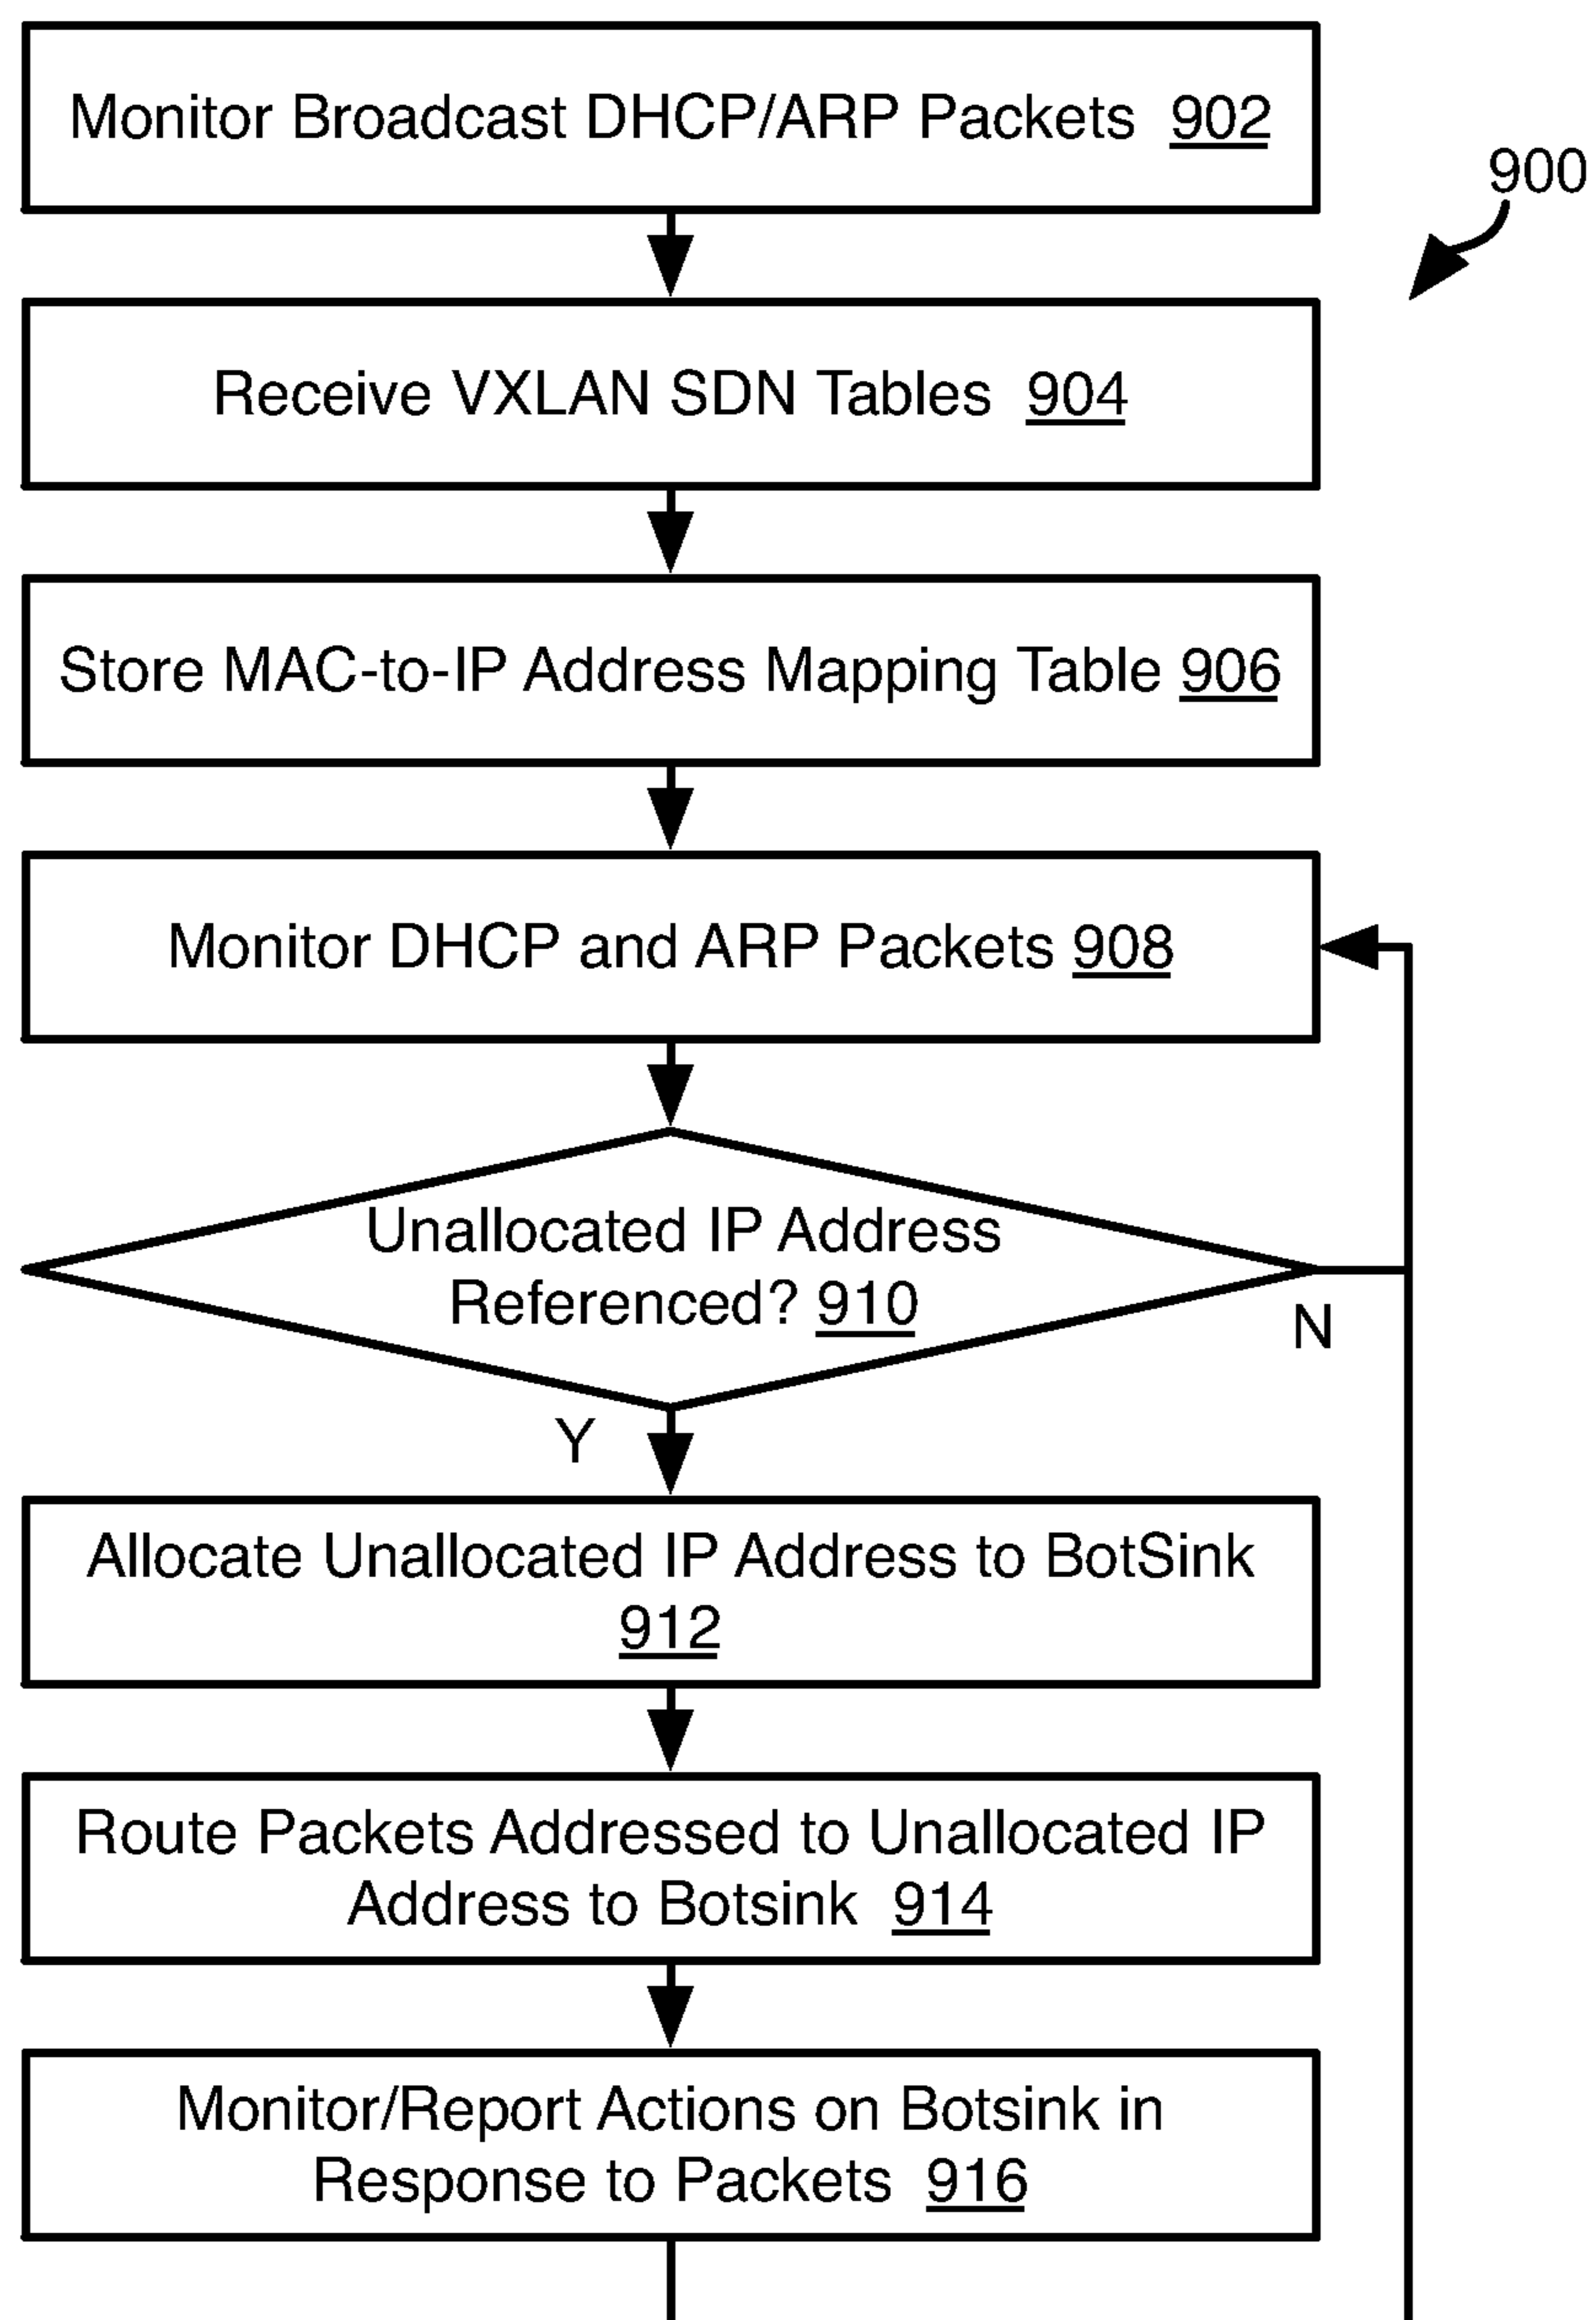 Monitor Broadcast DHCP/ARP Packets 902
900
Receive VXLAN SDN Tables 904
Store MAC-to-IP Address Mapping Table 906
Monitor DHCP and ARP Packets 908
Unallocated IP Address
Referenced? 910
N
Y
Allocate Unallocated IP Address to BotSink
912
Route Packets Addressed to Unallocated IP
Address to Botsink 914
Monitor/Report Actions on Botsink in
Response to Packets 916